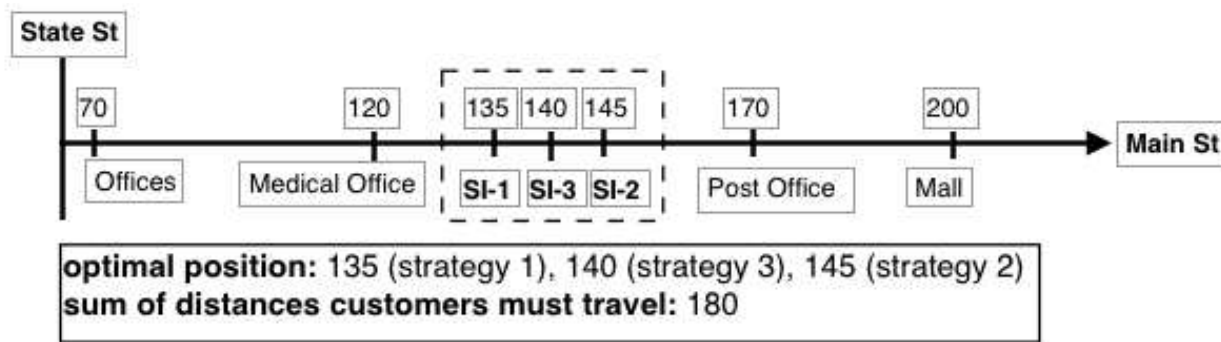 State St
70
120
135
140
145
170
200
Main St
Offices
Medical Office
SI-1
SI-3
SI-2
Post Office
Mall
optimal position: 135 (strategy 1), 140 (strategy 3), 145 (strategy 2)
sum of distances customers must travel: 180